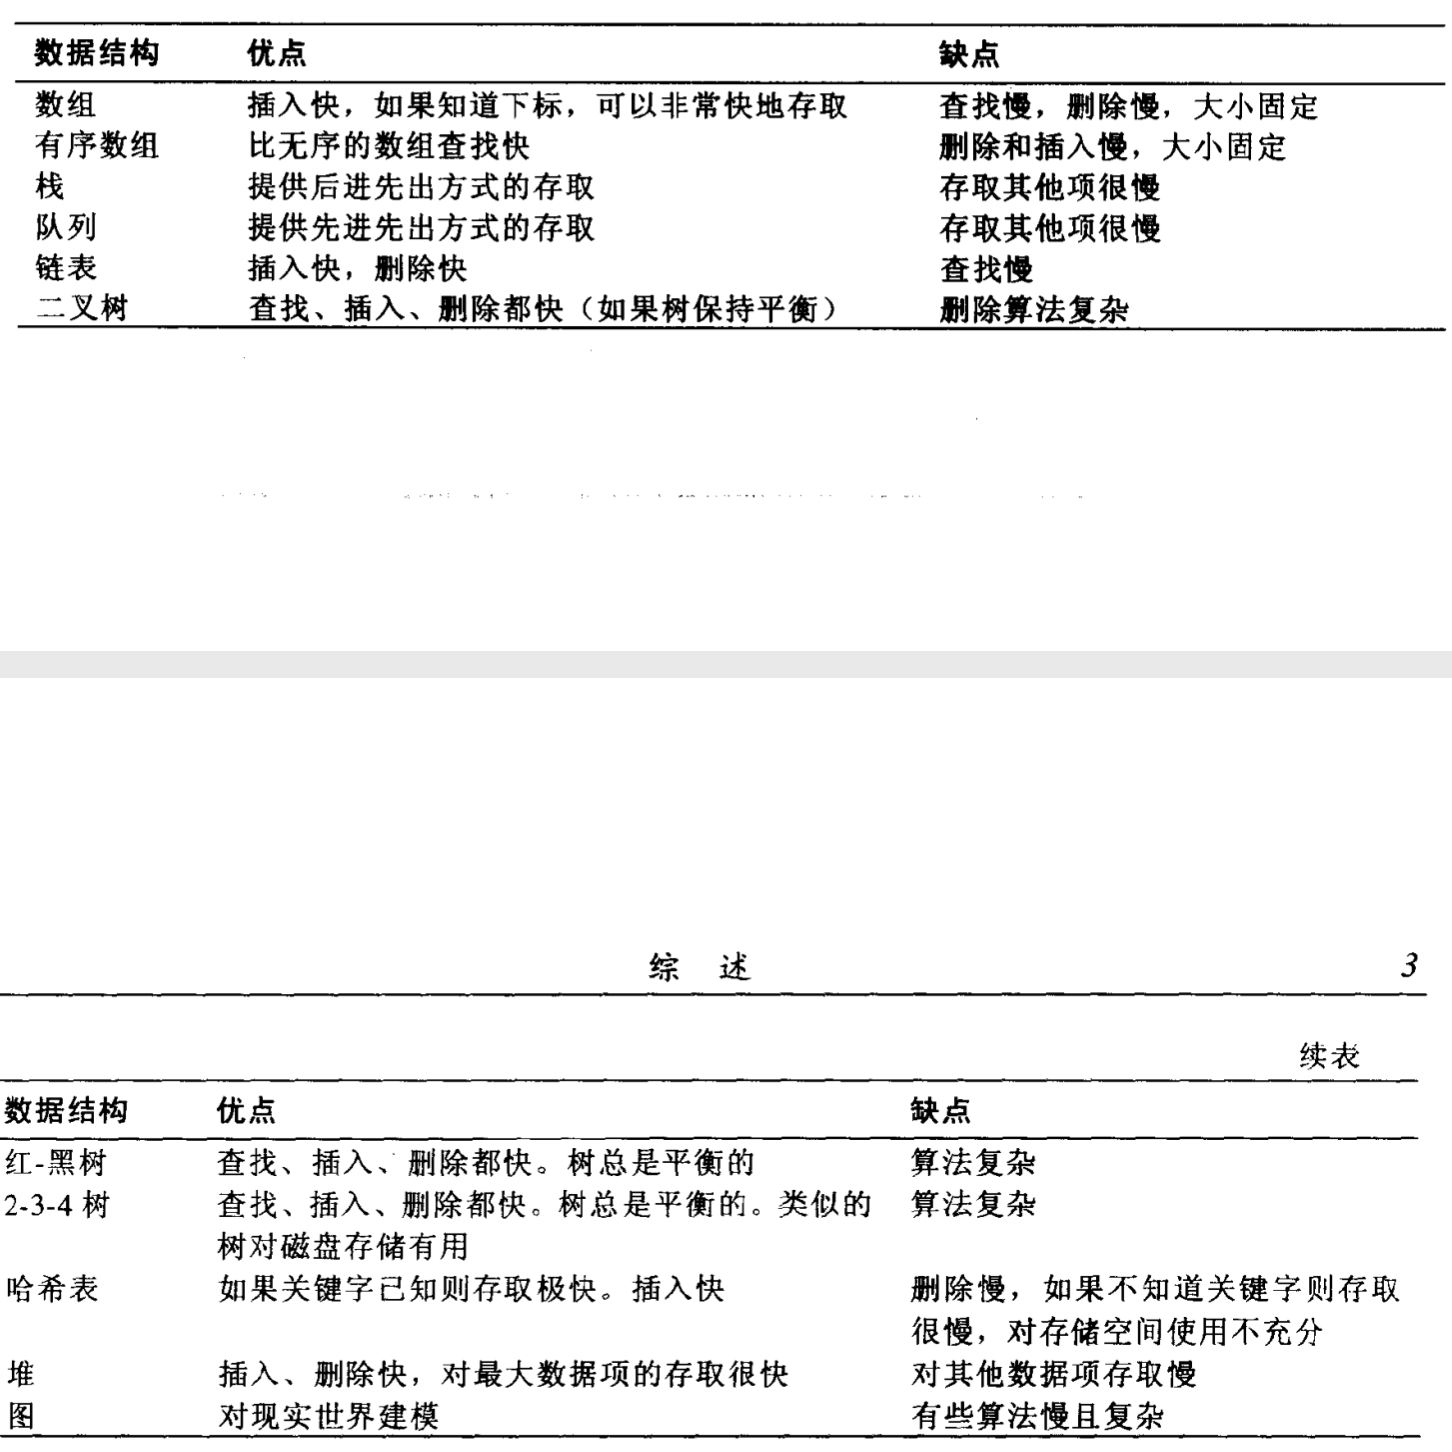 数据结构 优点 缺点
数组 插入快，如果知道下标，可以非常快地存取 查找慢，删除慢，大小固定
有序数组 比无序的数组查找快 删除和插入慢，大小固定
栈 提供后进先出方式的存取 存取其他项很慢
队列 提供先进先出方式的存取 存取其他项很慢
链表 插入快，删除快 查找慢
二叉树 查找、插入、删除都快（如果树保持平衡） 删除算法复杂
综 述 3
续表
数据结构 优点 缺点
红-黑树 查找、插入、删除都快。树总是平衡的 算法复杂
2-3-4 树 查找、插入、删除都快。树总是平衡的。类似的 算法复杂
树对磁盘存储有用
哈希表 如果关键字已知则存取极快。插入快 删除慢，如果不知道关键字则存取
很慢，对存储空间使用不充分
堆 插入、删除快，对最大数据项的存取很快 对其他数据项存取慢
图 对现实世界建模 有些算法慢且复杂